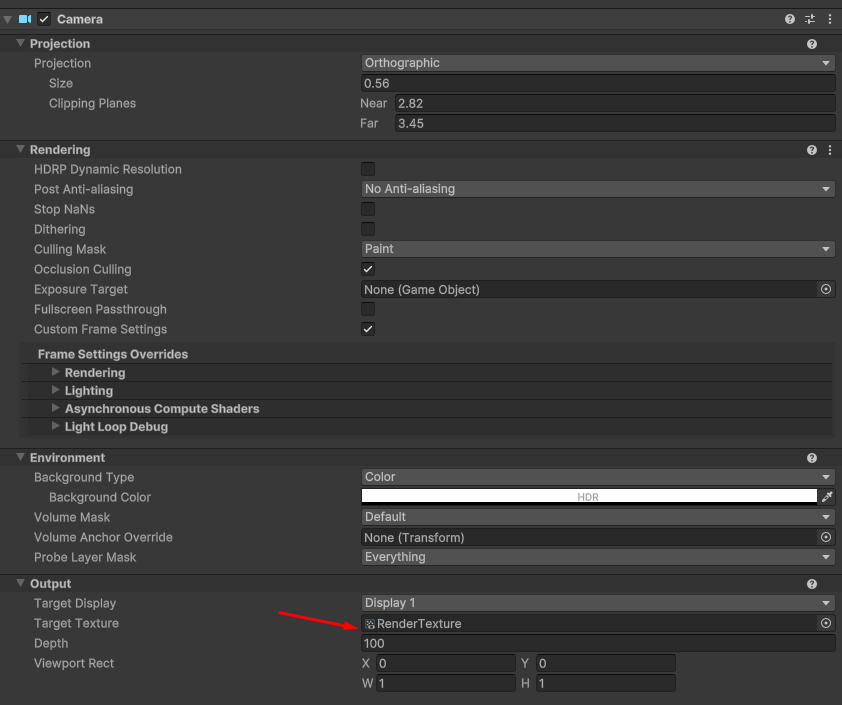 Camera
Projection
Projection Orthographic
Size 0.56
Clipping Planes Near 2.82
Far 3.45
Rendering
HDRP Dynamic Resolution
Post Anti-aliasing No Anti-aliasing
Stop NaNs
Dithering
Culling Mask Paint
Occlusion Culling
Exposure Target None (Game Object)
Fullscreen Passthrough
Custom Frame Settings
Frame Settings Overrides
Rendering
Lighting
Asynchronous Compute Shaders
Light Loop Debug
Environment
Background Type Color
Background Color HDR
Volume Mask Default
Volume Anchor Override None (Transform)
Probe Layer Mask Everything
Output
Target Display Display 1
Target Texture RenderTexture
Depth 100
Viewport Rect X 0 Y 0
W 1 H 1